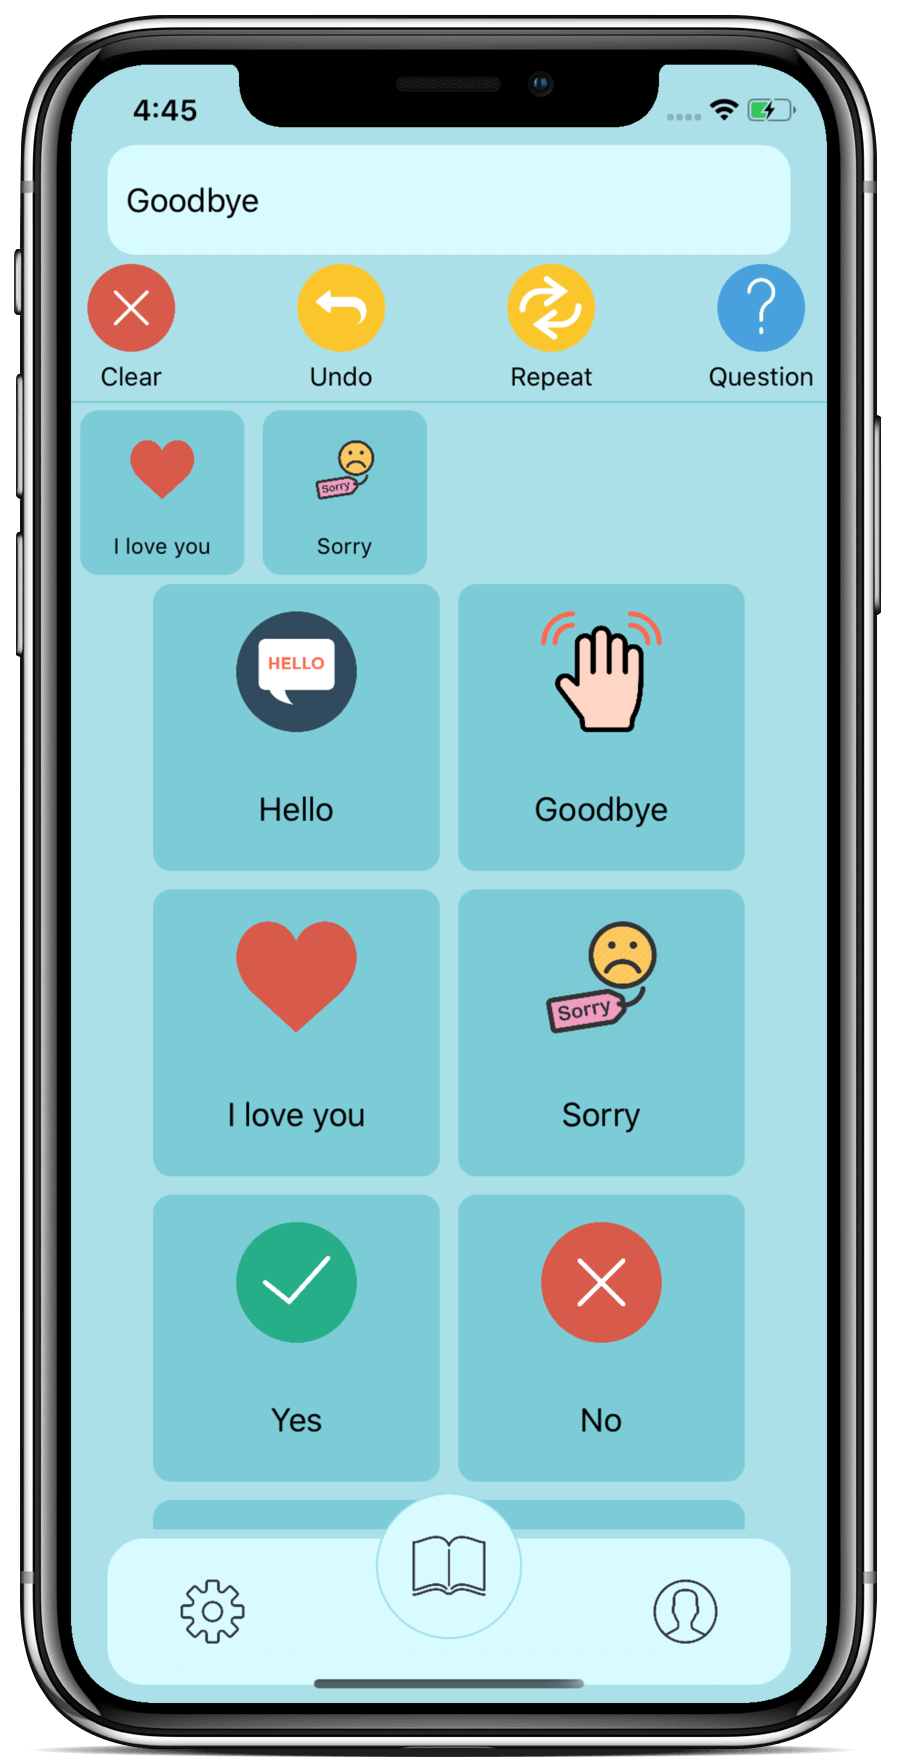 4:45
Goodbye
Clear
Undo
Repeat
Question
Sorry
I love you
Sorry
HELLO
Hello
Goodbye
Sorry
I love you
Sorry
Yes
No